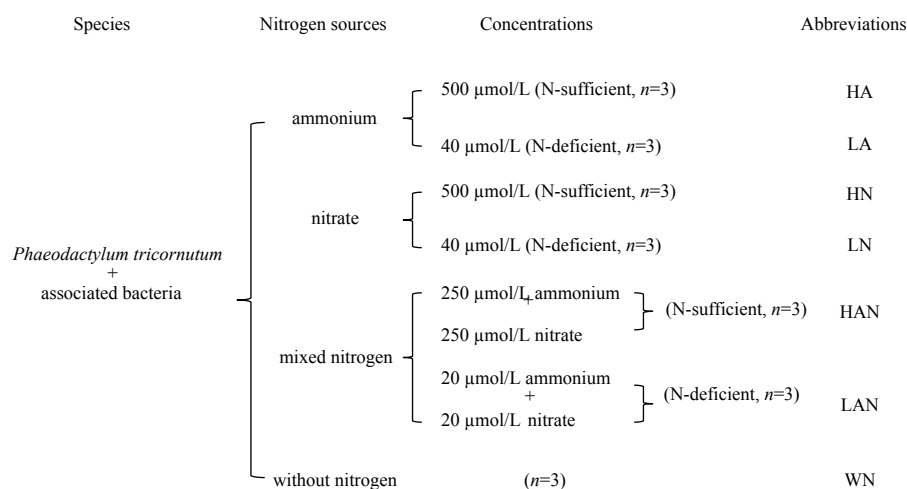 Species Nitrogen sources Concentrations Abbreviations
500 µmol/L (N-sufficient, n=3) HA
ammonium
40 µmol/L (N-deficient, n=3) LA
500 µmol/L (N-sufficient, n=3) HN
nitrate
40 µmol/L (N-deficient, n=3) LN
Phaeodactylum tricornutum
+
associated bacteria
250 µmol/L ammonium
+
(N-sufficient, n=3) HAN
250 µmol/L nitrate
mixed nitrogen
20 µmol/L ammonium
+
(N-deficient, n=3) LAN
20 µmol/L nitrate
without nitrogen (n=3) WN